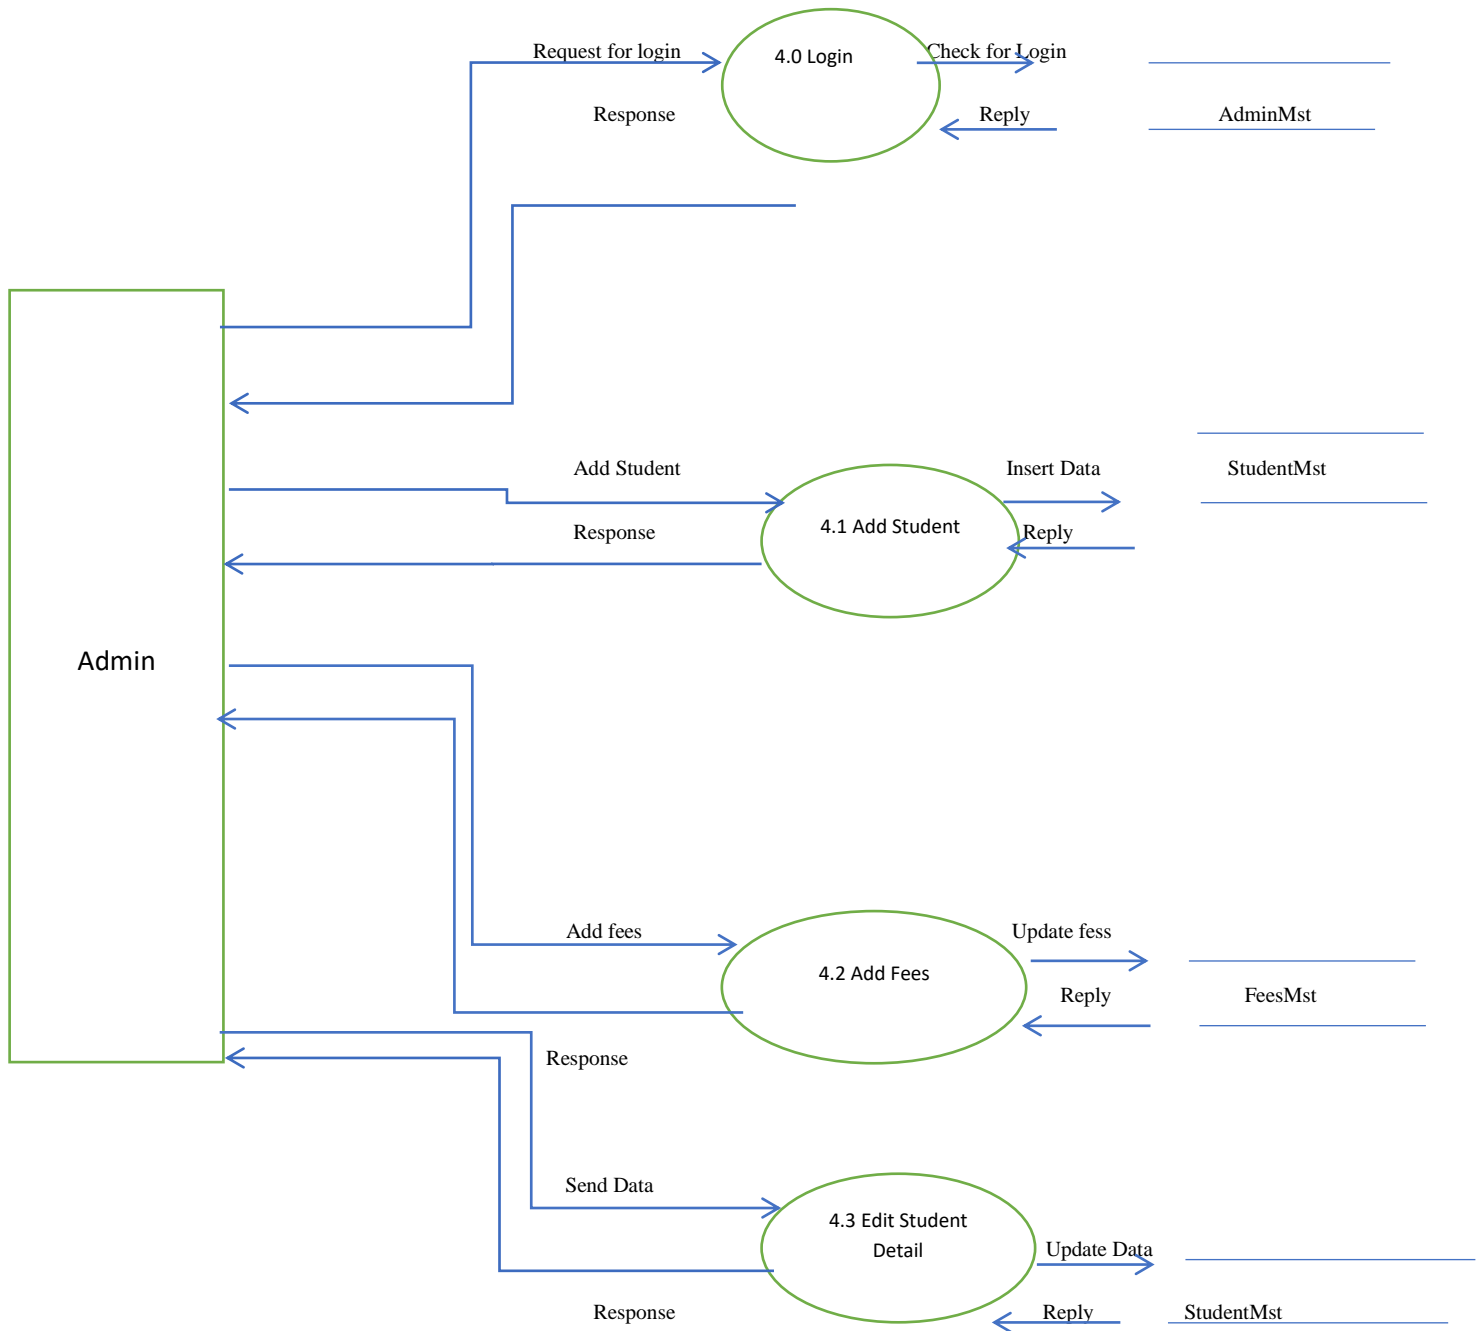 Request for login
4.0 Login
Check for Login
Response
Reply
AdminMst
Add Student
Insert Data
StudentMst
4.1 Add Student
Response
Reply
Admin
Add fees
Update fess
4.2 Add Fees
Reply
FeesMst
Response
Send Data
4.3 Edit Student
Detail
Update Data
Response
Reply
StudentMst